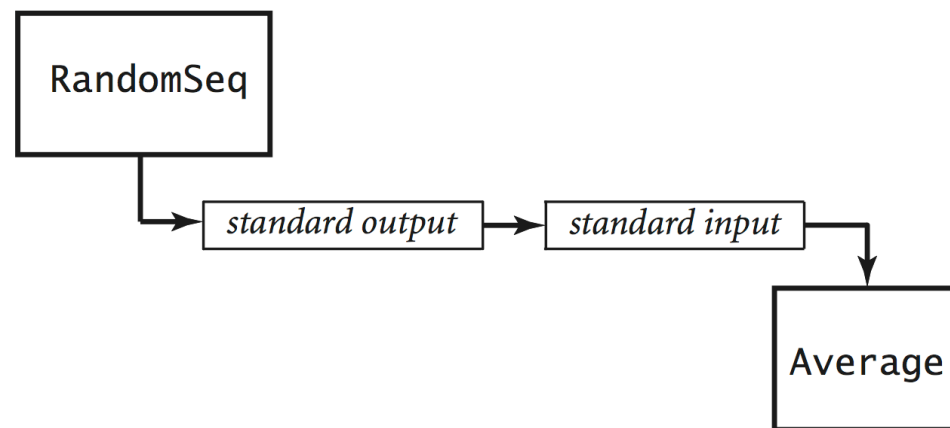 RandomSeq
standard output
standard input
Average